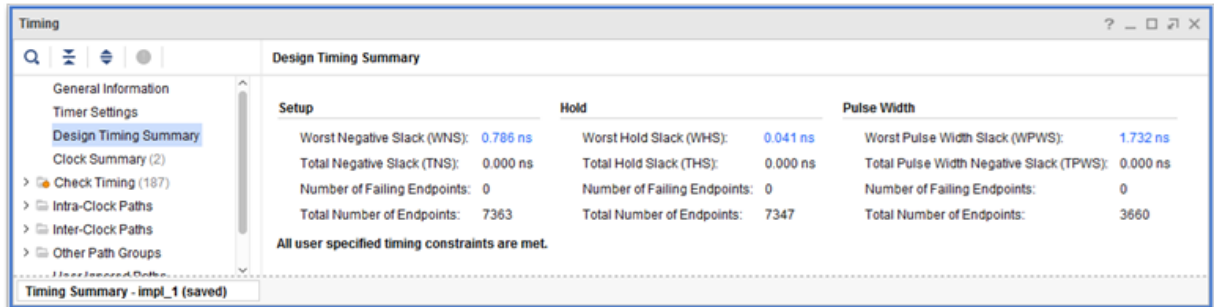 Timing
Design Timing Summary
General Information
Timer Settings
Design Timing Summary
Clock Summary (2)
Check Timing (187)
Intra-Clock Paths
Inter-Clock Paths
Other Path Groups
User Ignored Paths
Setup
Worst Negative Slack (WNS): 0.786 ns
Total Negative Slack (TNS): 0.000 ns
Number of Failing Endpoints: 0
Total Number of Endpoints: 7363
Hold
Worst Hold Slack (WHS): 0.041 ns
Total Hold Slack (THS): 0.000 ns
Number of Failing Endpoints: 0
Total Number of Endpoints: 7347
Pulse Width
Worst Pulse Width Slack (WPWS): 1.732 ns
Total Pulse Width Negative Slack (TPWS): 0.000 ns
Number of Failing Endpoints: 0
Total Number of Endpoints: 3660
All user specified timing constraints are met.
Timing Summary - impl_1 (saved)